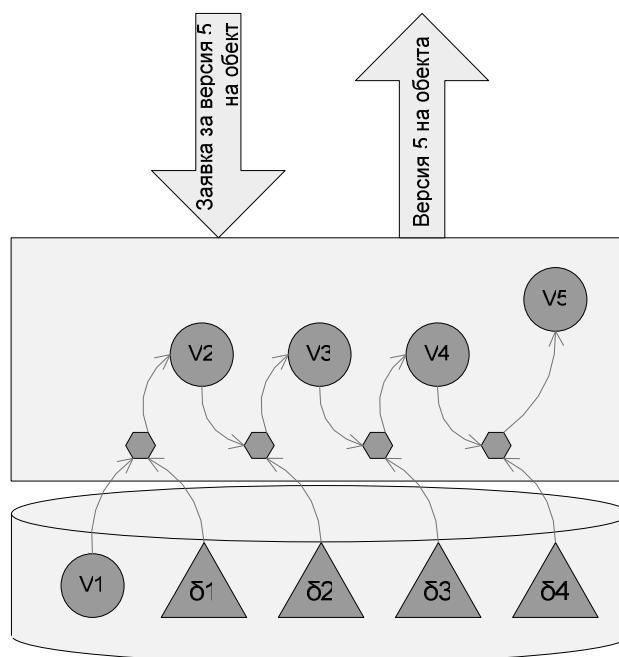 Заявка за версия 5
на обект
Версия 5 на обекта
V5
V2
V3
V4
V1
δ1
δ2
δ3
δ4